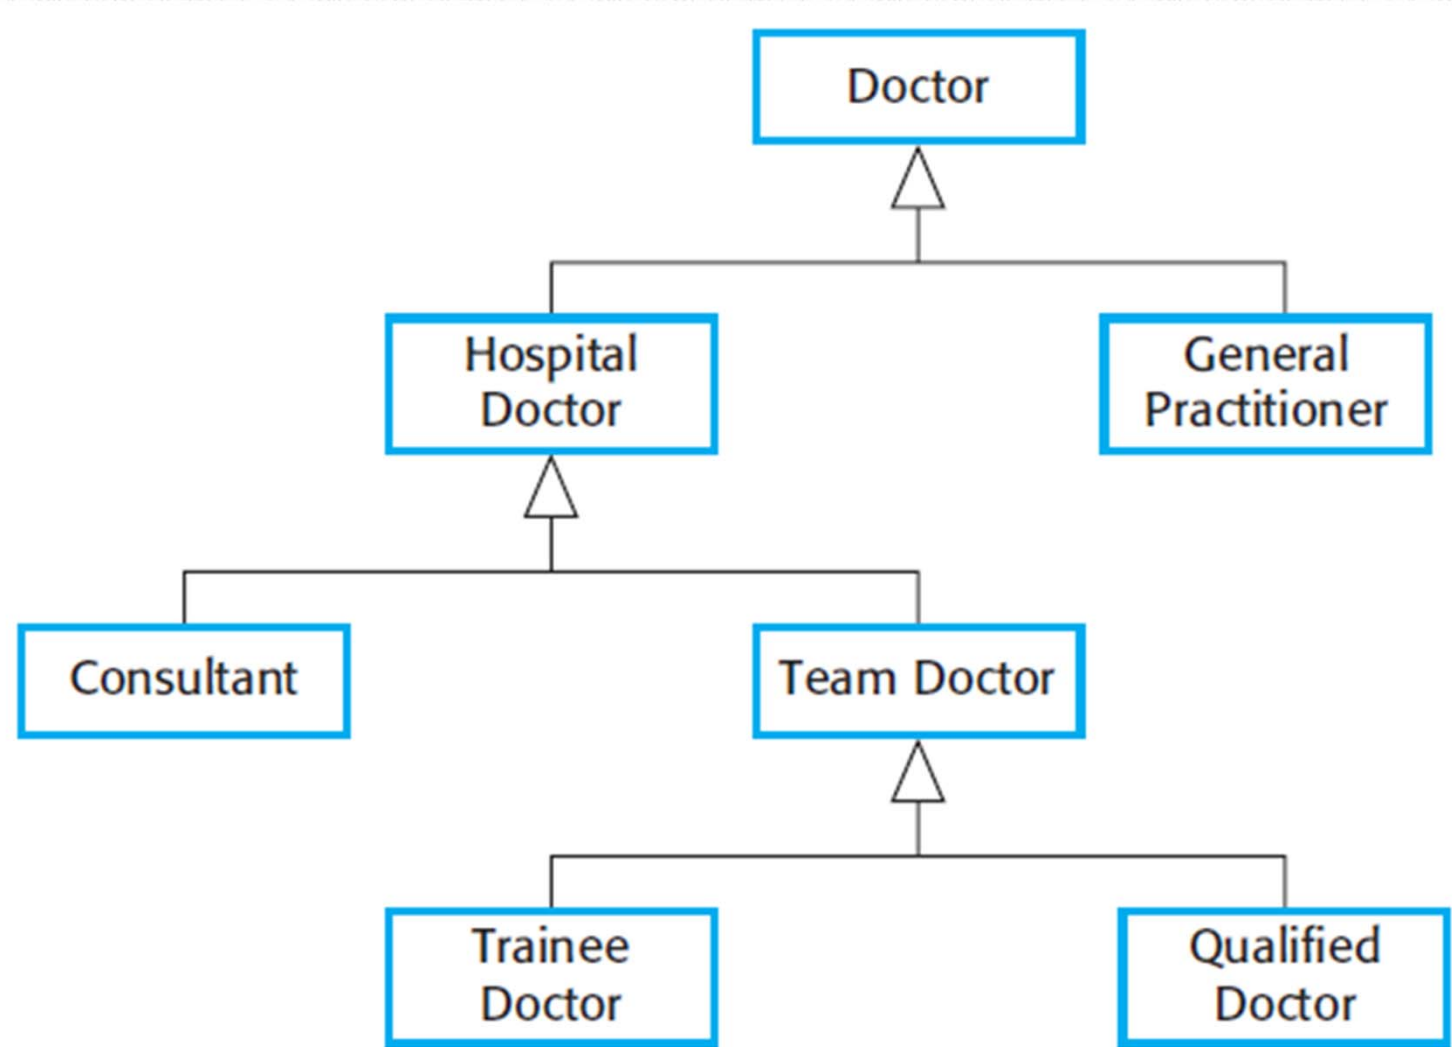 Doctor
Hospital
Doctor
General
Practitioner
Consultant
Team Doctor
Trainee
Doctor
Qualified
Doctor